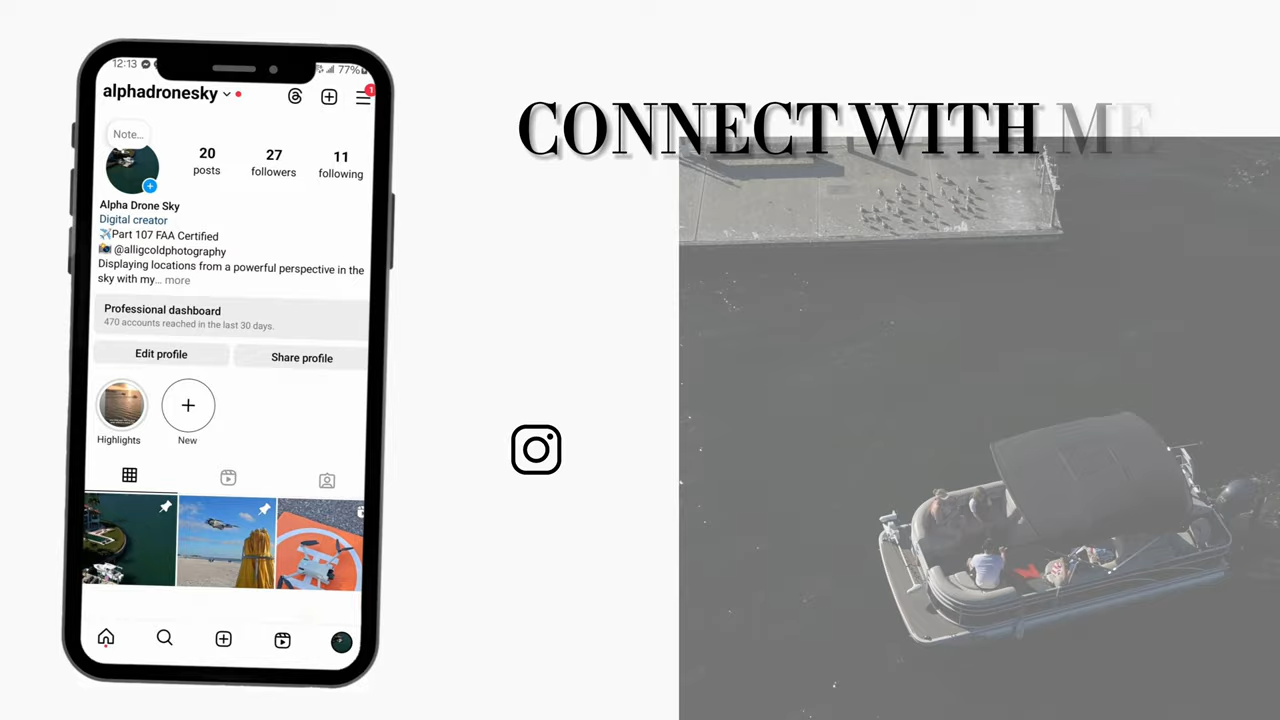 12:13
77%
alphadronesky
1
Note...
20 27 11
posts followers following
Alpha Drone Sky
Digital creator
Part 107 FAA Certified
@alligcoldphotography
Displaying locations from a powerful perspective in the
sky with my... more
Professional dashboard
470 accounts reached in the last 30 days.
Edit profile Share profile
Highlights New
CONNECT WITH ME